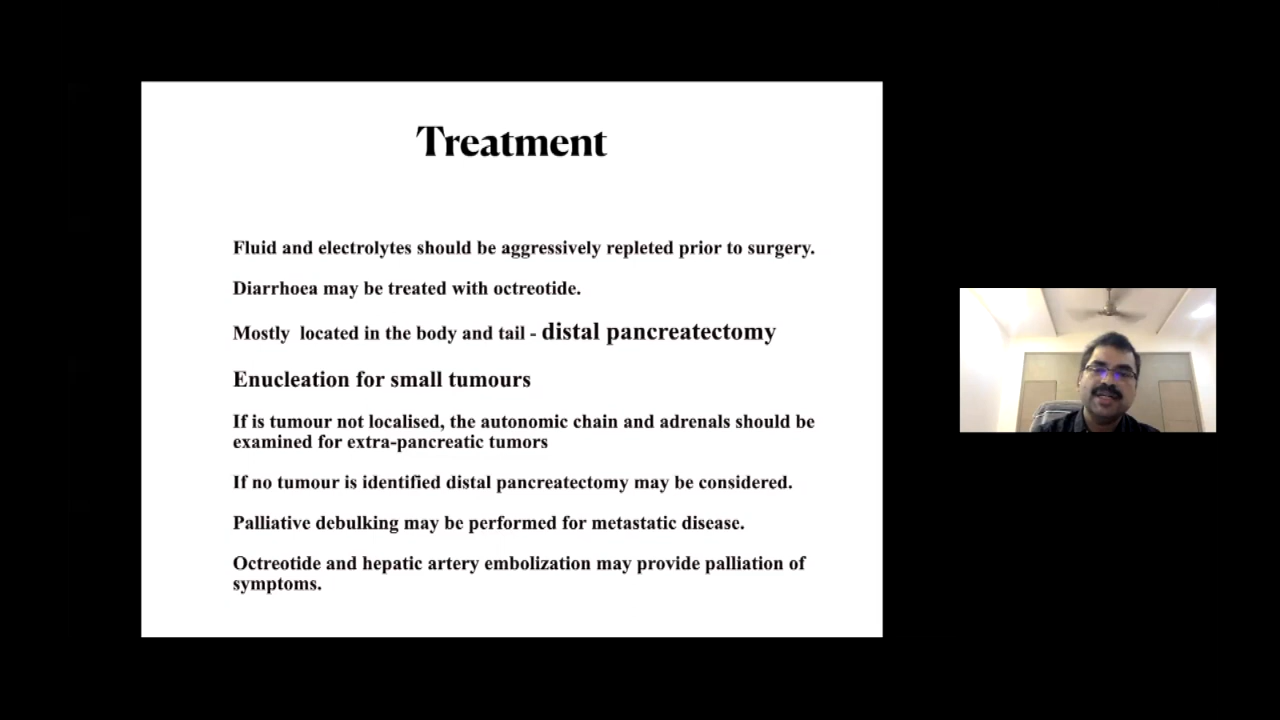 Treatment
Fluid and electrolytes should be aggressively repleted prior to surgery.
Diarrhoea may be treated with octreotide.
Mostly located in the body and tail - distal pancreatectomy
Enucleation for small tumours
If is tumour not localised, the autonomic chain and adrenals should be
examined for extra-pancreatic tumors
If no tumour is identified distal pancreatectomy may be considered.
Palliative debulking may be performed for metastatic disease.
Octreotide and hepatic artery embolization may provide palliation of
symptoms.